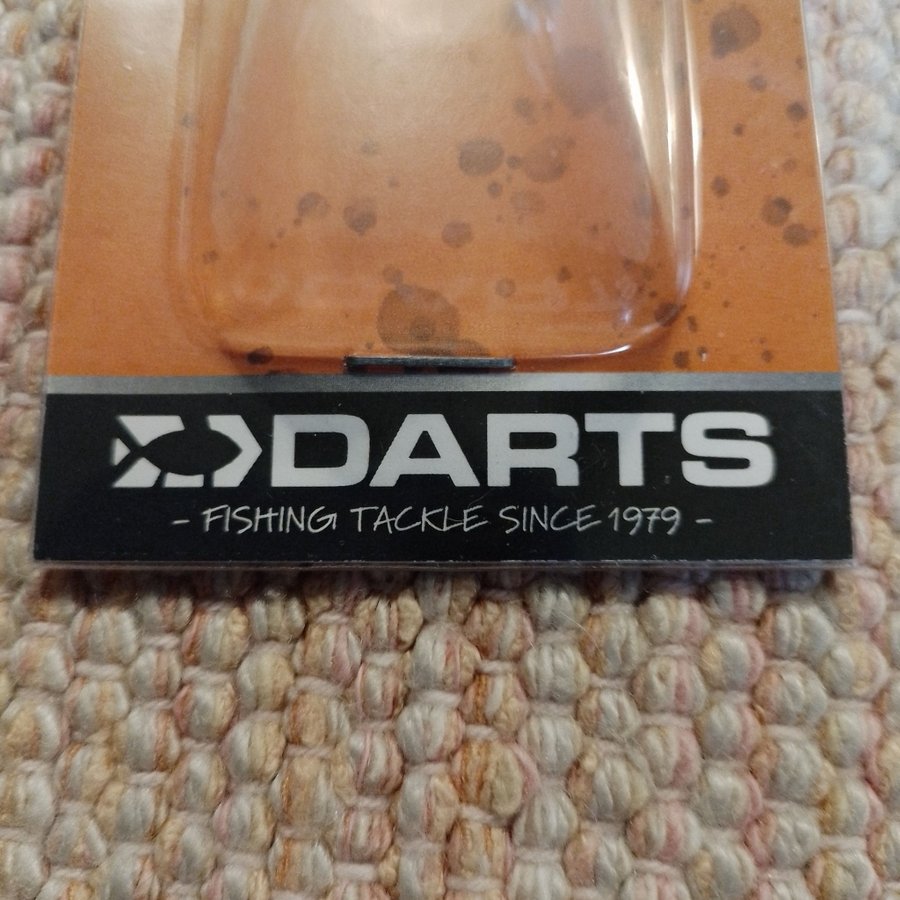 DARTS
- FISHING TACKLE SINCE 1979 -